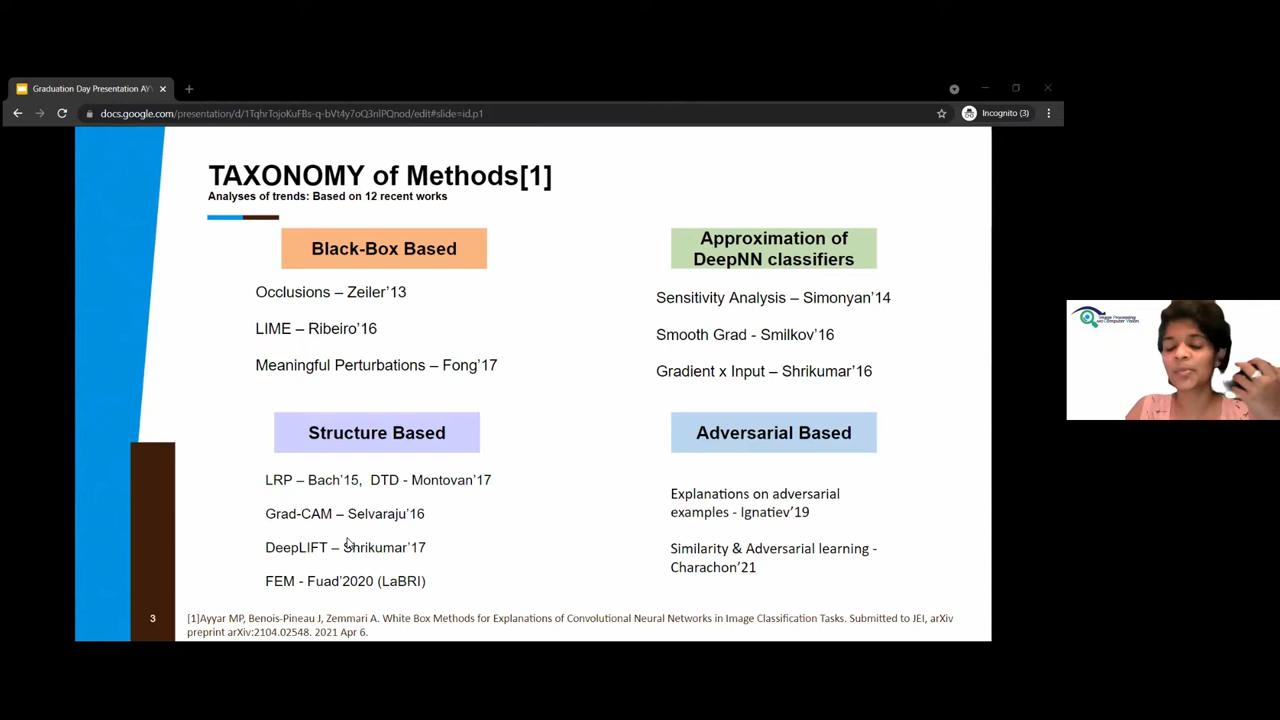 Graduation Day Presentation AY
docs.google.com/presentation/d/1TqhrTojoKuFBs-q-bVt4y7oQ3nlPQnod/edit#slide=id.p1
Incognito (3)
TAXONOMY of Methods[1]
Analyses of trends: Based on 12 recent works
Black-Box Based
Occlusions – Zeiler’13
LIME – Ribeiro’16
Meaningful Perturbations – Fong’17
Approximation of
DeepNN classifiers
Sensitivity Analysis – Simonyan’14
Smooth Grad - Smilkov’16
Gradient x Input – Shrikumar’16
Structure Based
LRP – Bach’15, DTD - Montovan’17
Grad-CAM – Selvaraju’16
DeepLIFT – Shrikumar’17
FEM - Fuad’2020 (LaBRI)
Adversarial Based
Explanations on adversarial
examples - Ignatiev’19
Similarity & Adversarial learning -
Charachon’21
3
[1]Ayyar MP, Benois-Pineau J, Zemmari A. White Box Methods for Explanations of Convolutional Neural Networks in Image Classification Tasks. Submitted to JEI, arXiv
preprint arXiv:2104.02548. 2021 Apr 6.
Image Processing
AND Computer Vision